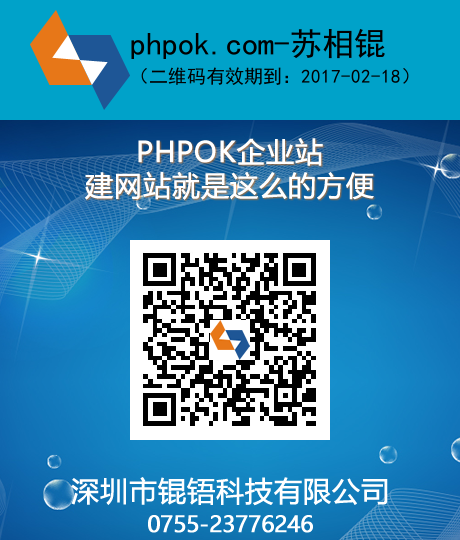 phpok.com-苏相锟
（二维码有效期到：2017-02-18）
PHPOK企业站
建网站就是这么的方便
深圳市锟铻科技有限公司
0755-23776246